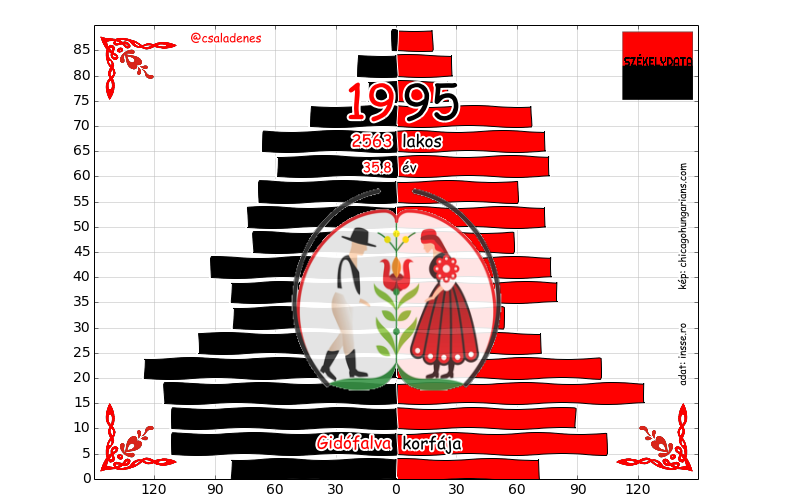 @csaladenes
SZÉKELYDATA
1995
2563 lakos
35.8 év
kép: chicagohungarians.com
adat: insse.ro
Gidófalva korfája
85
80
75
70
65
60
55
50
45
40
35
30
25
20
15
10
5
0
120 90 60 30 0 30 60 90 120